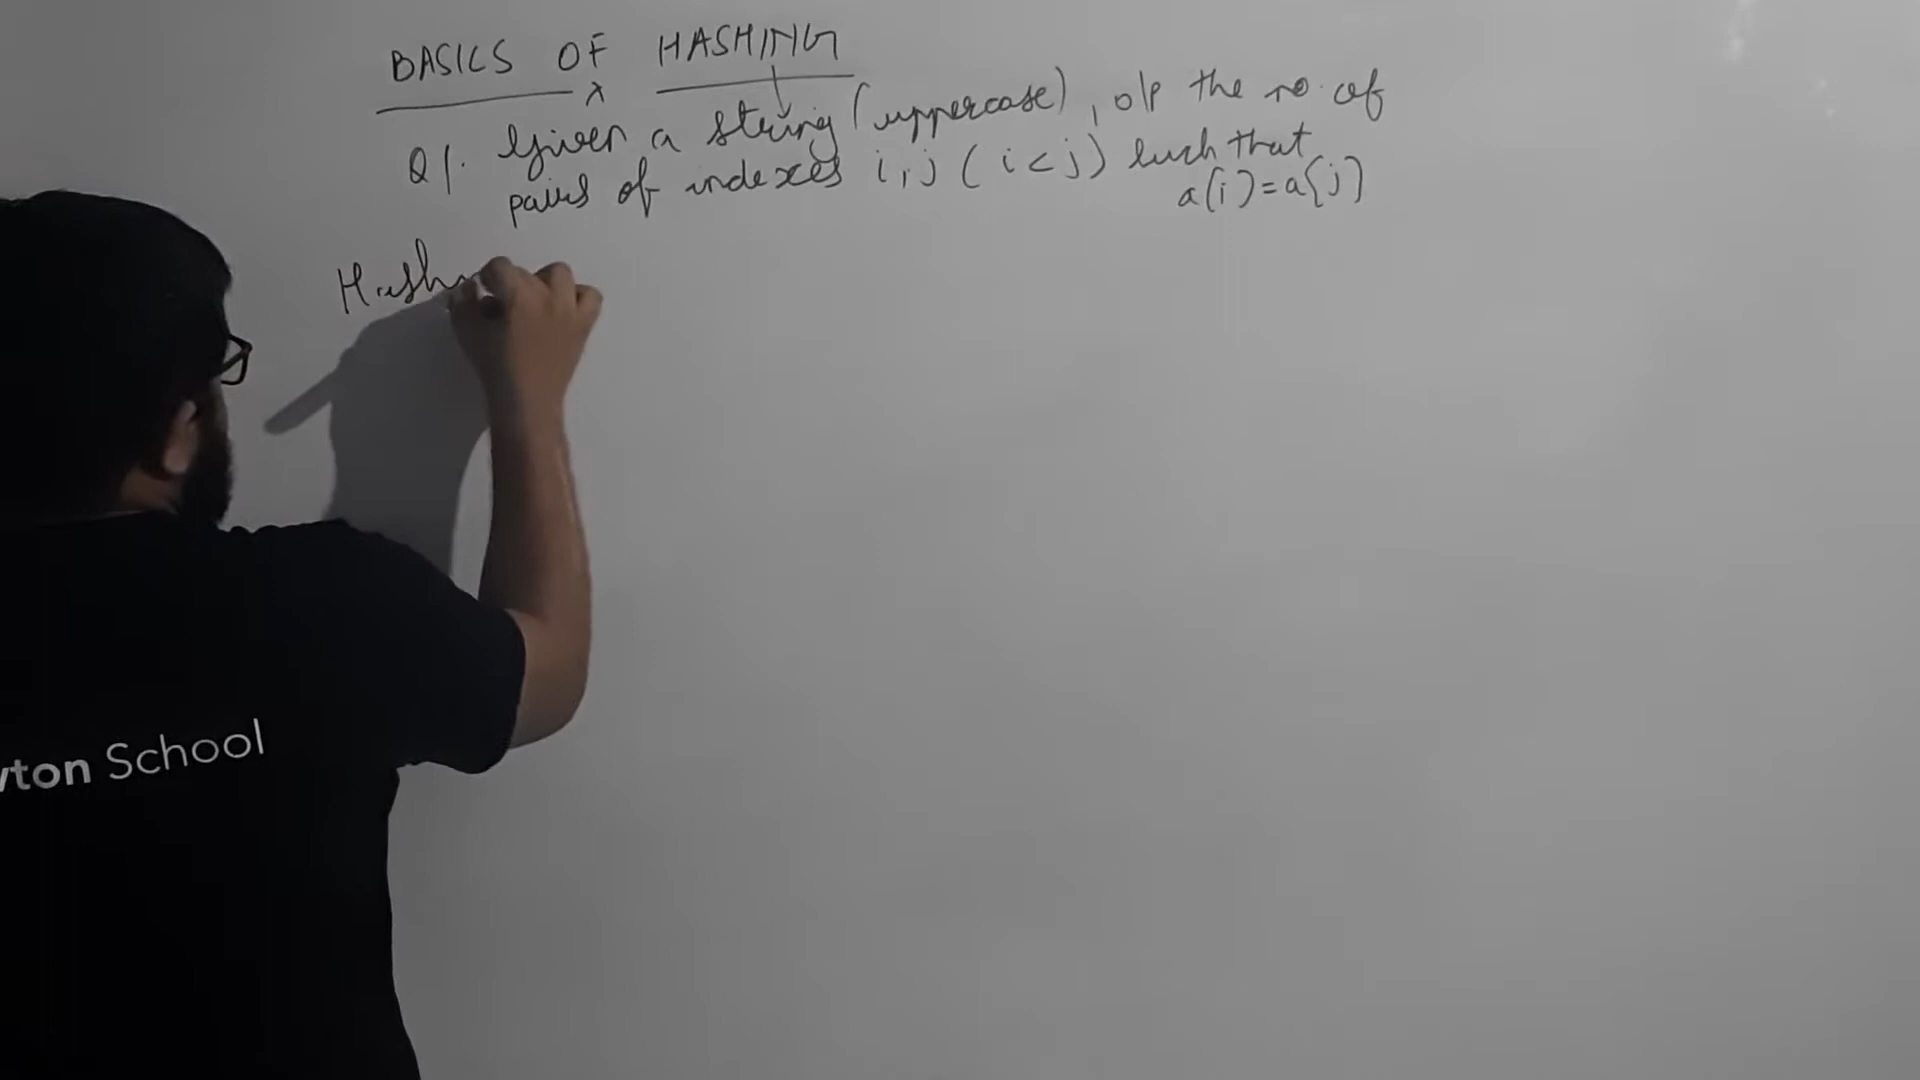 BASICS OF HASHING
Q1. Given a string (uppercase), o/p the no. of
pairs of indexes i, j ( i < j ) such that
a[i] = a[j]
Hash
ton School